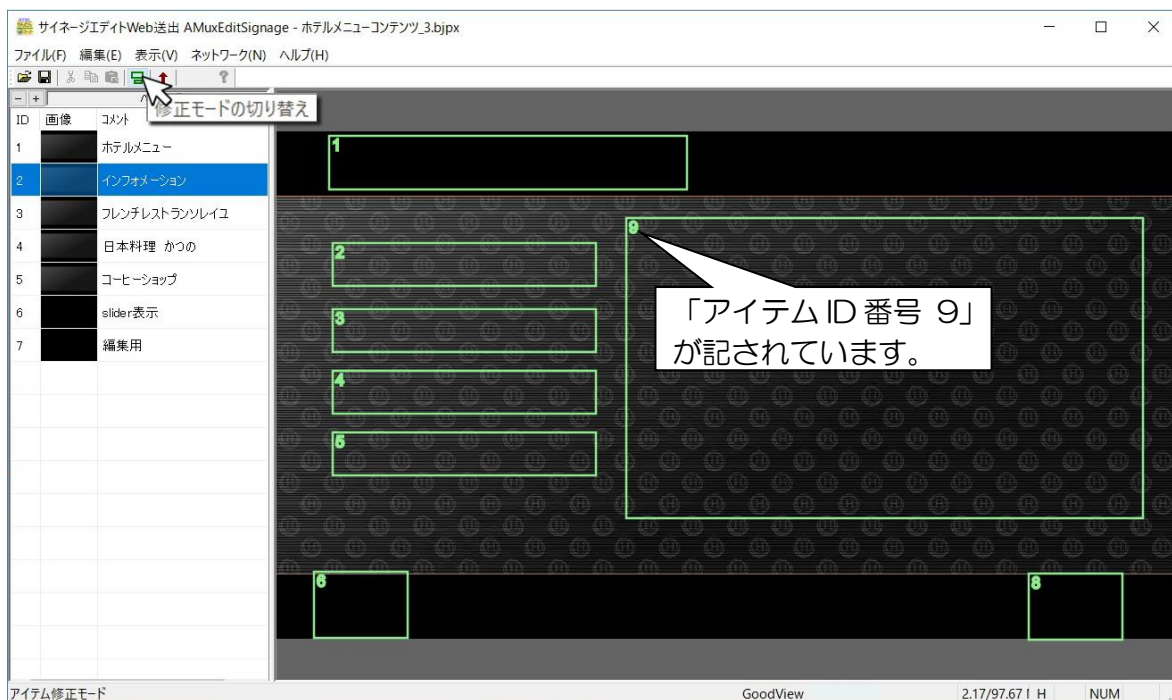 サイネージエディトWeb送出 AMuxEditSignage - ホテルメニューコンテンツ_3.bjpx
ファイル(F) 編集(E) 表示(V) ネットワーク(N) ヘルプ(H)
修正モードの切り替え
ID 画像 コメント
1 ホテルメニュー
2 インフォメーション
3 フレンチレストランソレイユ
4 日本料理 かつの
5 コーヒーショップ
6 slider表示
7 編集用
1
2
3
4
5
9
「アイテムID番号 9」
が記されています。
6
8
アイテム修正モード GoodView 2.17/97.67 H NUM